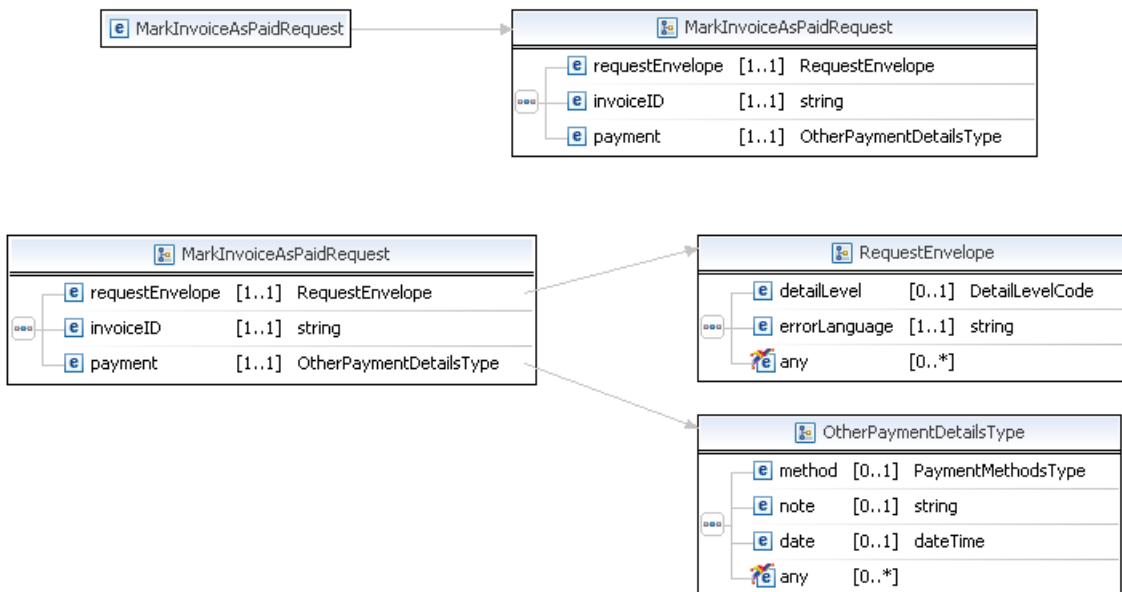 MarkInvoiceAsPaidRequest
MarkInvoiceAsPaidRequest
requestEnvelope [1..1] RequestEnvelope
invoiceID [1..1] string
payment [1..1] OtherPaymentDetailsType
MarkInvoiceAsPaidRequest
requestEnvelope [1..1] RequestEnvelope
invoiceID [1..1] string
payment [1..1] OtherPaymentDetailsType
RequestEnvelope
detailLevel [0..1] DetailLevelCode
errorLanguage [1..1] string
any [0..*]
OtherPaymentDetailsType
method [0..1] PaymentMethodsType
note [0..1] string
date [0..1] dateTime
any [0..*]